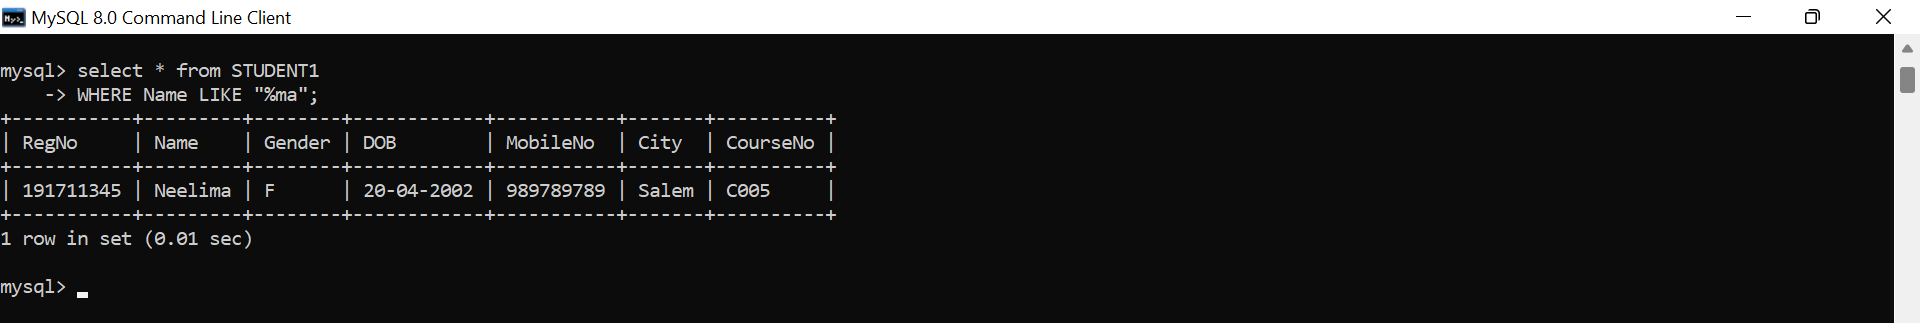 MySQL 8.0 Command Line Client
mysql> select * from STUDENT1
    -> WHERE Name LIKE "%ma";
+-----------+---------+--------+------------+-----------+-------+----------+
| RegNo     | Name    | Gender | DOB        | MobileNo  | City  | CourseNo |
+-----------+---------+--------+------------+-----------+-------+----------+
| 191711345 | Neelima | F      | 20-04-2002 | 989789789 | Salem | C005     |
+-----------+---------+--------+------------+-----------+-------+----------+
1 row in set (0.01 sec)
mysql>